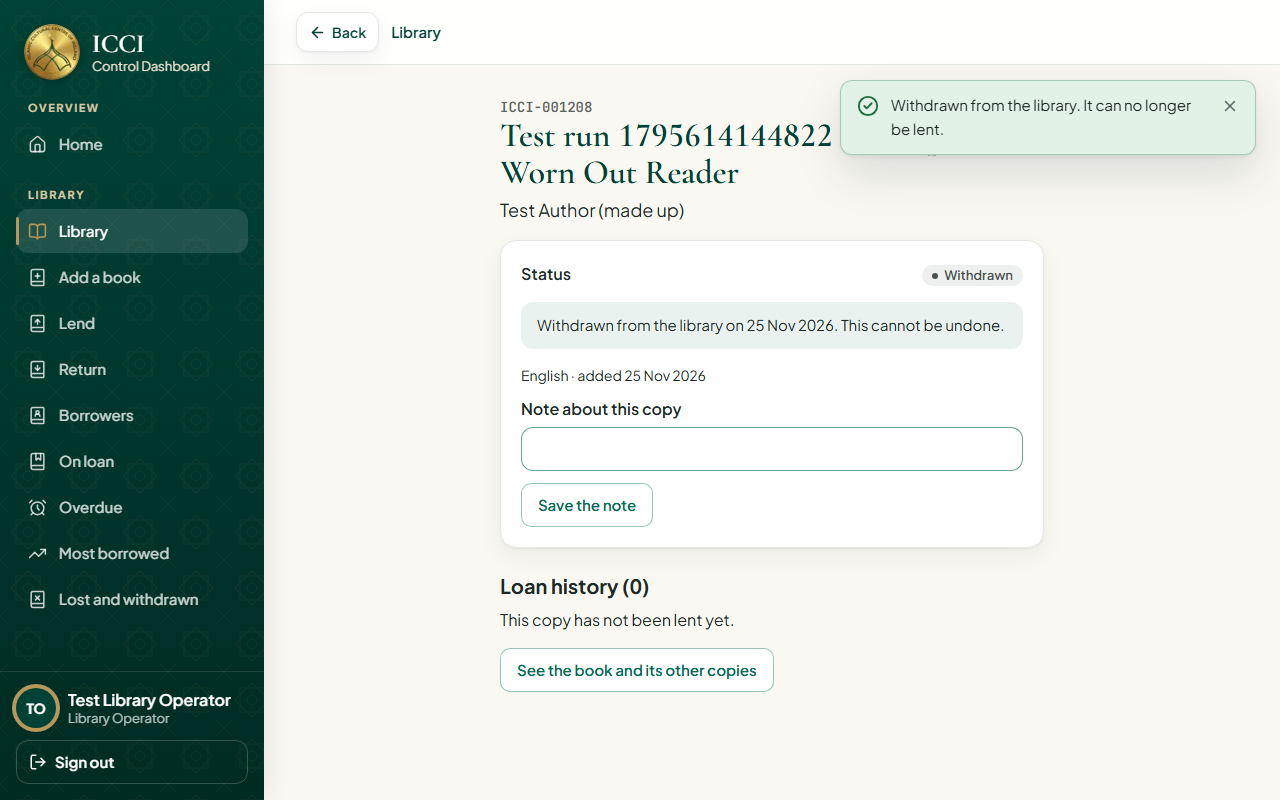 ICCI
Control Dashboard
OVERVIEW
Home
LIBRARY
Library
Add a book
Lend
Return
Borrowers
On loan
Overdue
Most borrowed
Lost and withdrawn
TO
Test Library Operator
Library Operator
Sign out
Back
Library
ICCI-001208
Test run 1795614144822
Worn Out Reader
Test Author (made up)
Withdrawn from the library. It can no longer
be lent.
Status
Withdrawn
Withdrawn from the library on 25 Nov 2026. This cannot be undone.
English · added 25 Nov 2026
Note about this copy
Save the note
Loan history (0)
This copy has not been lent yet.
See the book and its other copies